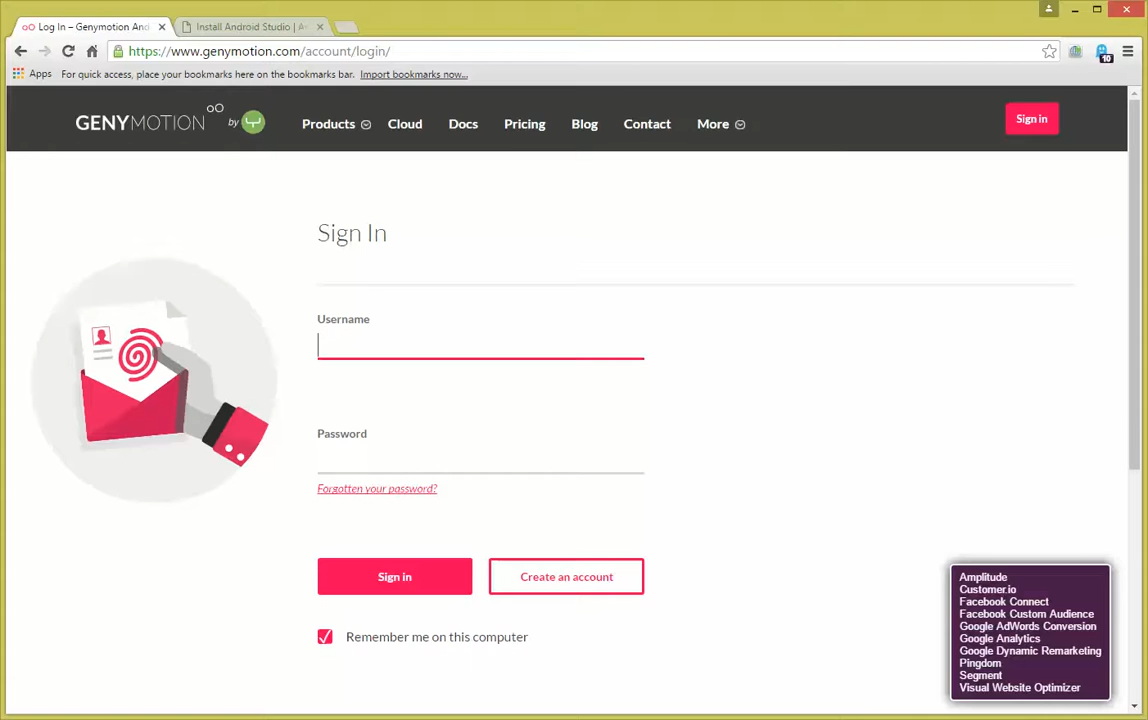 oO Log In – Genymotion And
Install Android Studio | A
https://www.genymotion.com/account/login/
10
Apps For quick access, place your bookmarks here on the bookmarks bar. Import bookmarks now...
GENYMOTION oO by Products Cloud Docs Pricing Blog Contact More Sign in
Sign In
Username
Password
Forgotten your password?
Sign in Create an account
Remember me on this computer
Amplitude
Customer.io
Facebook Connect
Facebook Custom Audience
Google AdWords Conversion
Google Analytics
Google Dynamic Remarketing
Pingdom
Segment
Visual Website Optimizer